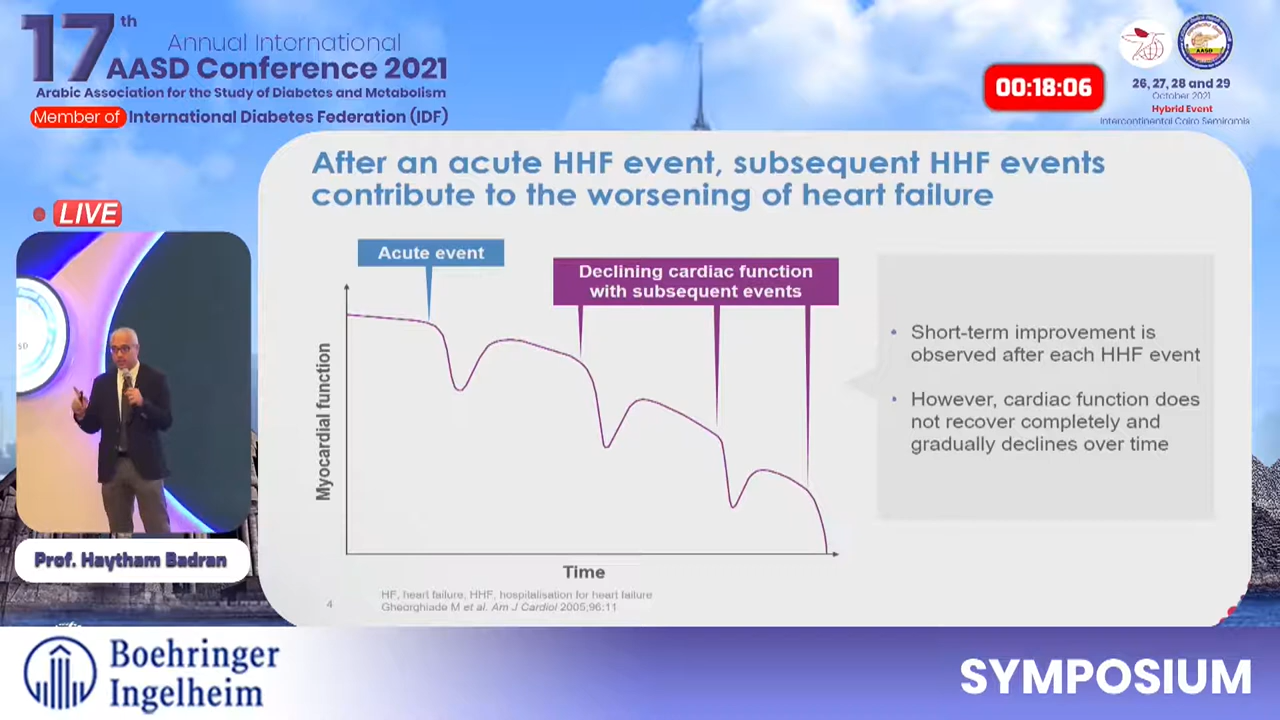 17th
Annual International
AASD Conference 2021
Arabic Association for the Study of Diabetes and Metabolism
Member of International Diabetes Federation (IDF)
00:18:06
AASD
26, 27, 28 and 29
October 2021
Hybrid Event
Intercontinental Cairo Semiramis
LIVE
Prof. Haytham Badran
After an acute HHF event, subsequent HHF events
contribute to the worsening of heart failure
Acute event
Declining cardiac function
with subsequent events
Myocardial function
Time
• Short-term improvement is
observed after each HHF event
• However, cardiac function does
not recover completely and
gradually declines over time
HF, heart failure, HHF, hospitalisation for heart failure
4
Gheorghiade M et al. Am J Cardiol 2005;96:11
Boehringer
Ingelheim
SYMPOSIUM